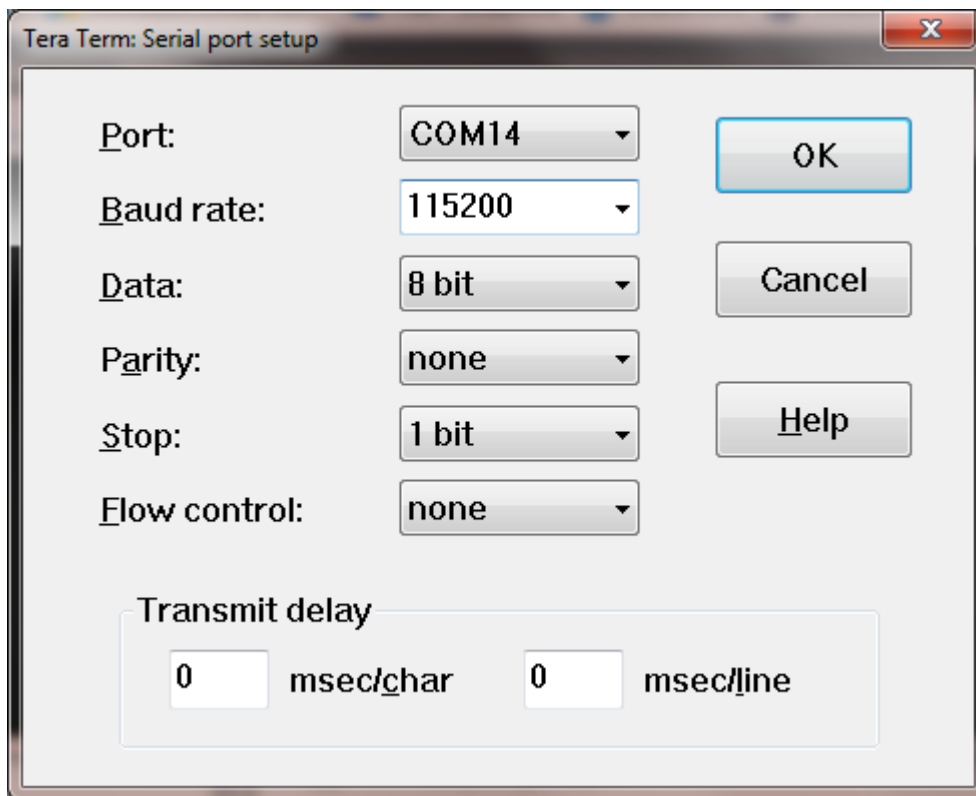 Tera Term: Serial port setup
Port: COM14
OK
Baud rate: 115200
Data: 8 bit
Cancel
Parity: none
Stop: 1 bit
Help
Flow control: none
Transmit delay
0 msec/char 0 msec/line